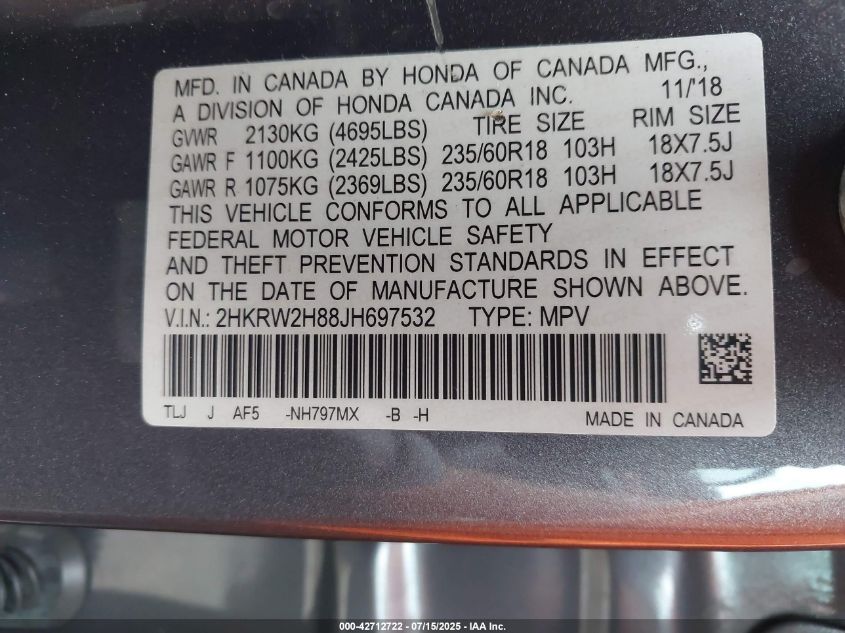 MFD. IN CANADA BY HONDA OF CANADA MFG.,
A DIVISION OF HONDA CANADA INC. 11/'18
GVWR 2130KG (4695LBS) TIRE SIZE RIM SIZE
GAWR F 1100KG (2425LBS) 235/60R18 103H 18X7.5J
GAWR R 1075KG (2369LBS) 235/60R18 103H 18X7.5J
THIS VEHICLE CONFORMS TO ALL APPLICABLE
FEDERAL MOTOR VEHICLE SAFETY
AND THEFT PREVENTION STANDARDS IN EFFECT
ON THE DATE OF MANUFACTURE SHOWN ABOVE.
V.I.N.: 2HKRW2H88JH697532 TYPE: MPV
TLJ J AF5 -NH797MX -B -H MADE IN CANADA
000-42712722 - 07/15/2025 - IAA Inc.